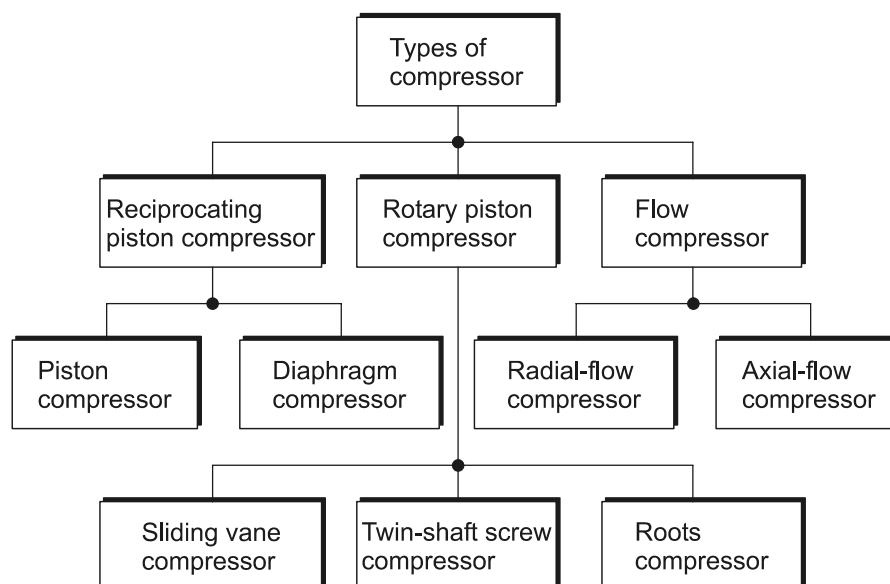 Types of
compressor
Reciprocating
piston compressor
Rotary piston
compressor
Flow
compressor
Piston
compressor
Diaphragm
compressor
Radial-flow
compressor
Axial-flow
compressor
Sliding vane
compressor
Twin-shaft screw
compressor
Roots
compressor